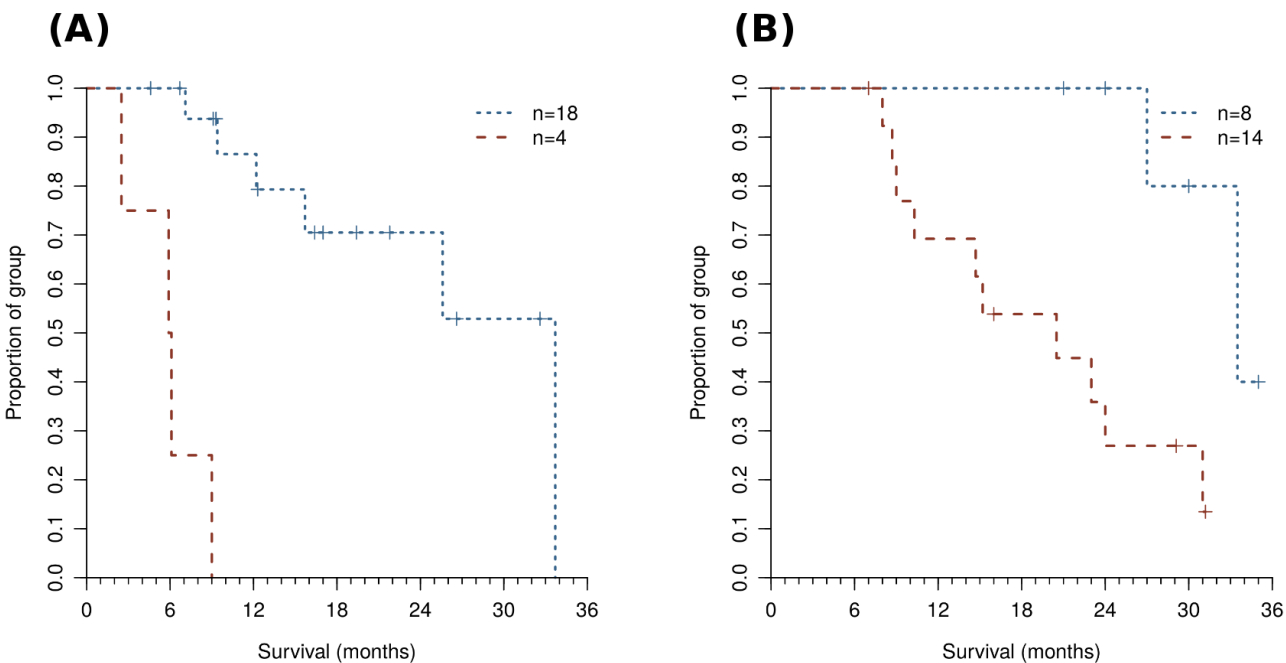 (A)
(B)
1.0
0.9
0.8
0.7
0.6
0.5
0.4
0.3
0.2
0.1
0.0
Proportion of group
n=18
n=4
0 6 12 18 24 30 36
Survival (months)
1.0
0.9
0.8
0.7
0.6
0.5
0.4
0.3
0.2
0.1
0.0
Proportion of group
n=8
n=14
0 6 12 18 24 30 36
Survival (months)